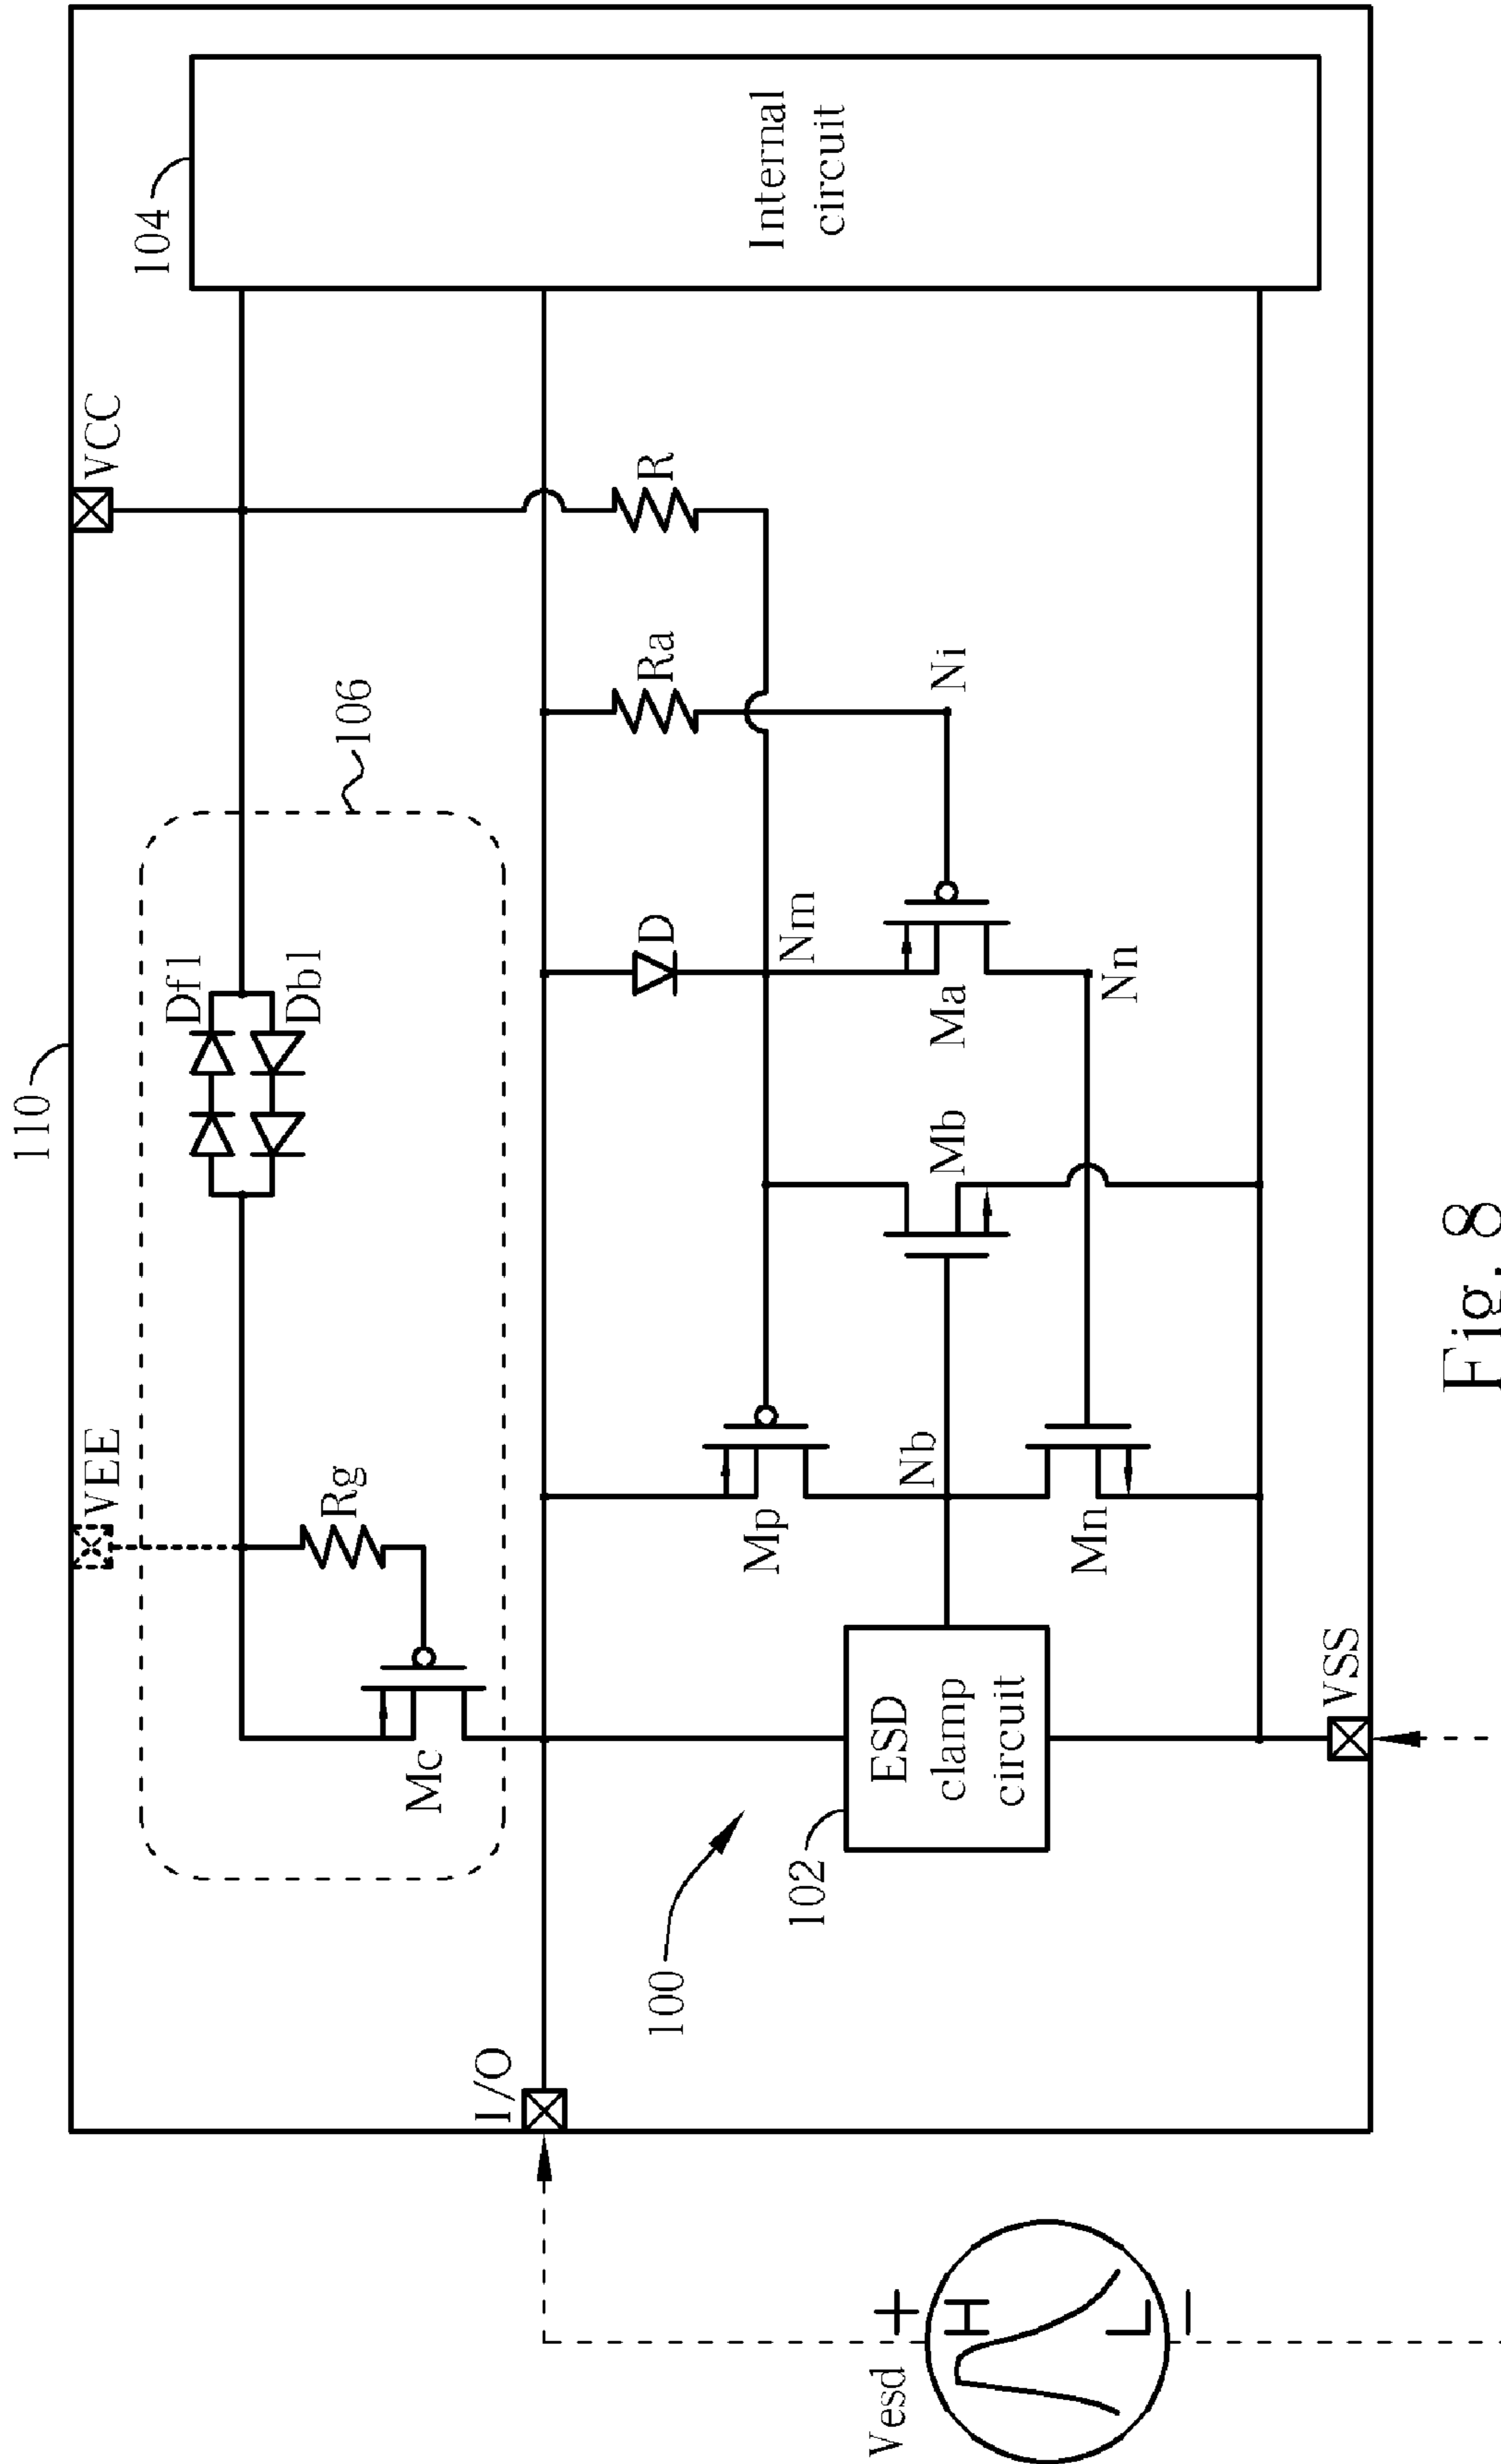 110
VEE
VCC
104
Df1
Db1
106
Rg
Mc
I/O
Internal
circuit
R
Ra
D
Nm
Ni
Mp
Nb
Mb
Ma
Nn
Mn
100
102
ESD
clamp
circuit
VSS
Vesd
+
H
L
−
Fig. 8